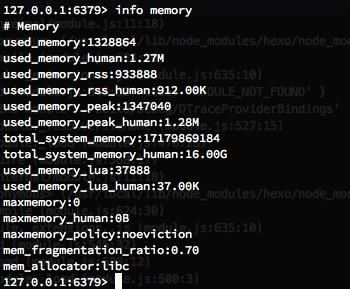 127.0.0.1:6379> info memory
# Memory
used_memory:1328864
used_memory_human:1.27M
used_memory_rss:933888
used_memory_rss_human:912.00K
used_memory_peak:1347040
used_memory_peak_human:1.28M
total_system_memory:17179869184
total_system_memory_human:16.00G
used_memory_lua:37888
used_memory_lua_human:37.00K
maxmemory:0
maxmemory_human:0B
maxmemory_policy:noeviction
mem_fragmentation_ratio:0.70
mem_allocator:libc
127.0.0.1:6379>